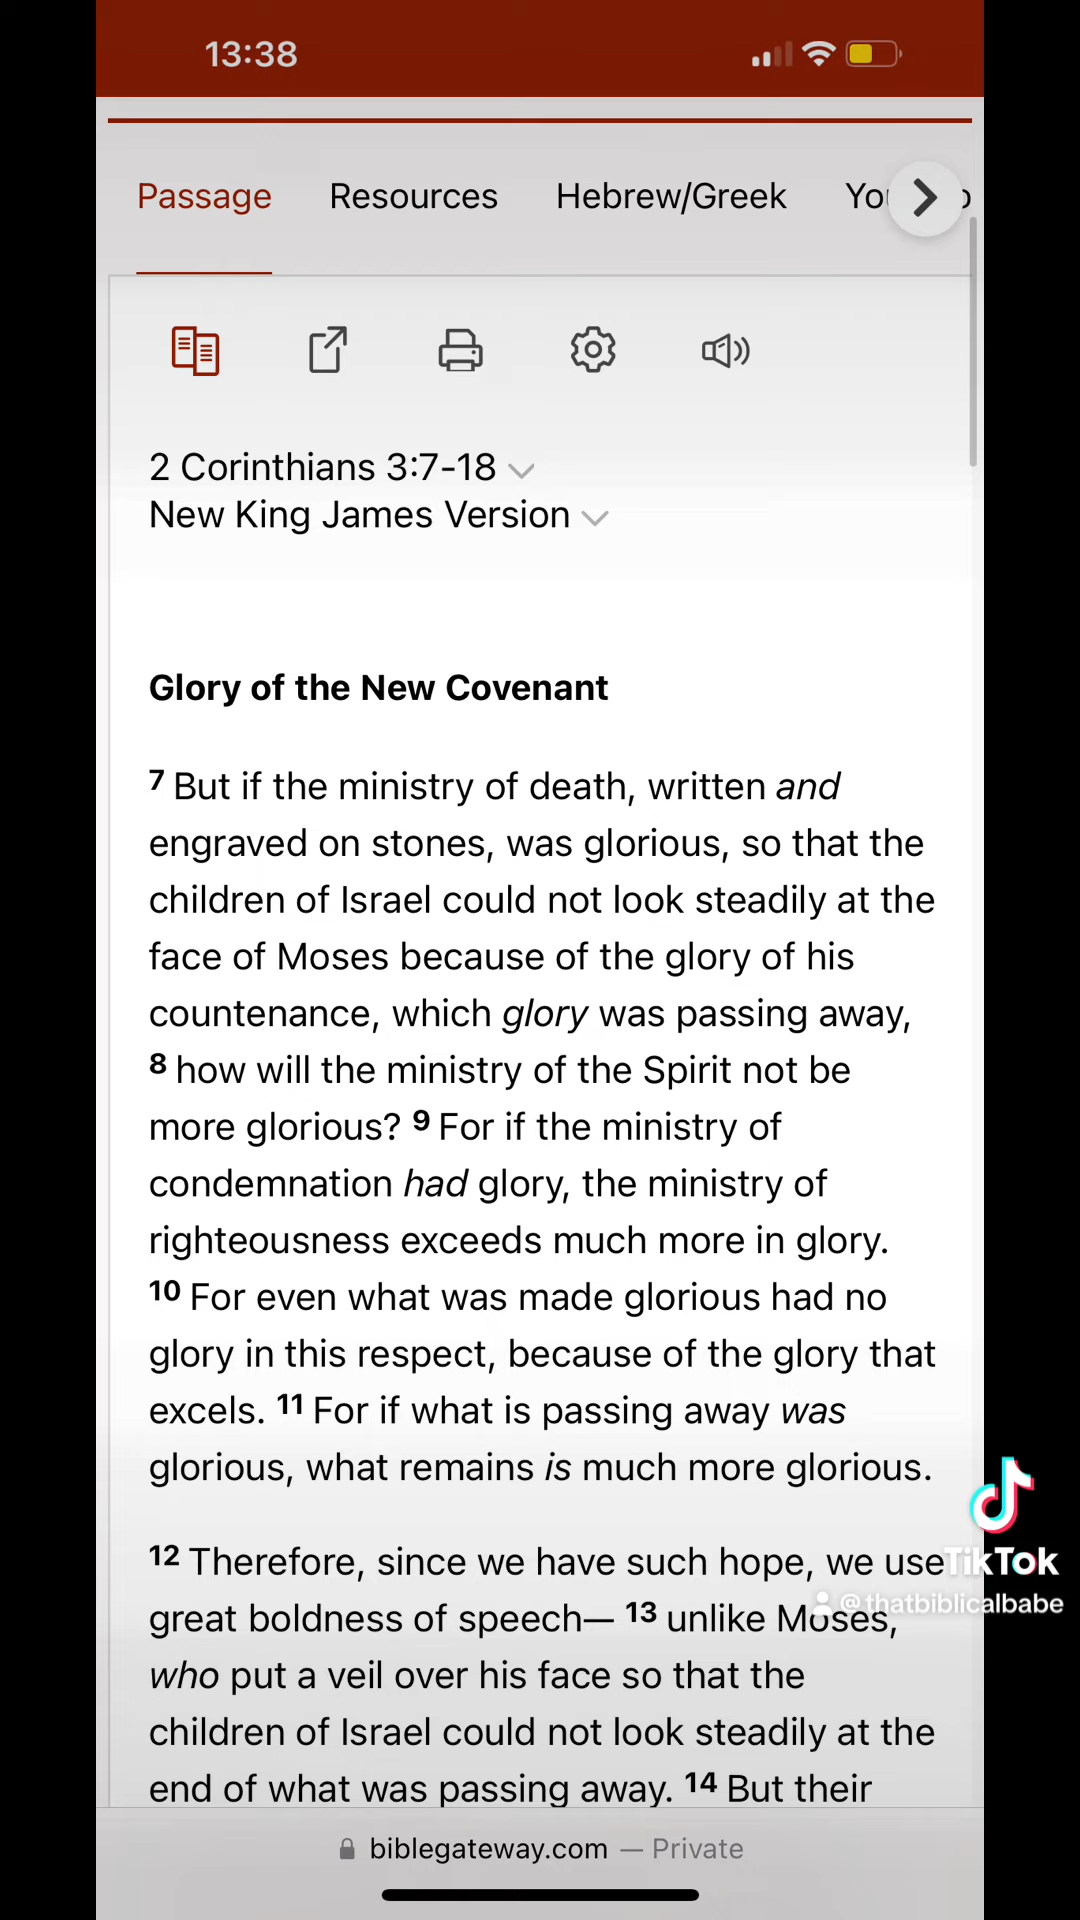 13:38
Passage Resources Hebrew/Greek
2 Corinthians 3:7-18
New King James Version
Glory of the New Covenant
7 But if the ministry of death, written and
engraved on stones, was glorious, so that the
children of Israel could not look steadily at the
face of Moses because of the glory of his
countenance, which glory was passing away,
8 how will the ministry of the Spirit not be
more glorious? 9 For if the ministry of
condemnation had glory, the ministry of
righteousness exceeds much more in glory.
10 For even what was made glorious had no
glory in this respect, because of the glory that
excels. 11 For if what is passing away was
glorious, what remains is much more glorious.
12 Therefore, since we have such hope, we use
great boldness of speech— 13 unlike Moses,
who put a veil over his face so that the
children of Israel could not look steadily at the
end of what was passing away. 14 But their
TikTok
@thatbiblicalbabe
biblegateway.com — Private